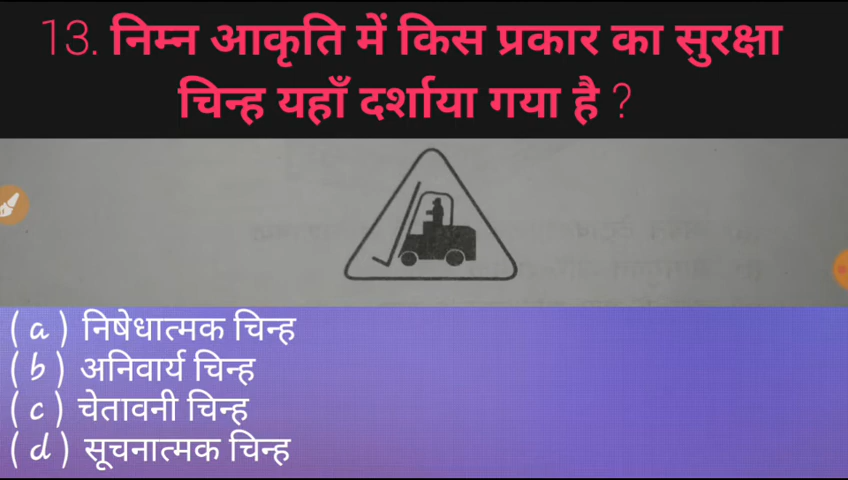 13. निम्न आकृति में किस प्रकार का सुरक्षा
चिन्ह यहाँ दर्शाया गया है ?
( a ) निषेधात्मक चिन्ह
( b ) अनिवार्य चिन्ह
( c ) चेतावनी चिन्ह
( d ) सूचनात्मक चिन्ह